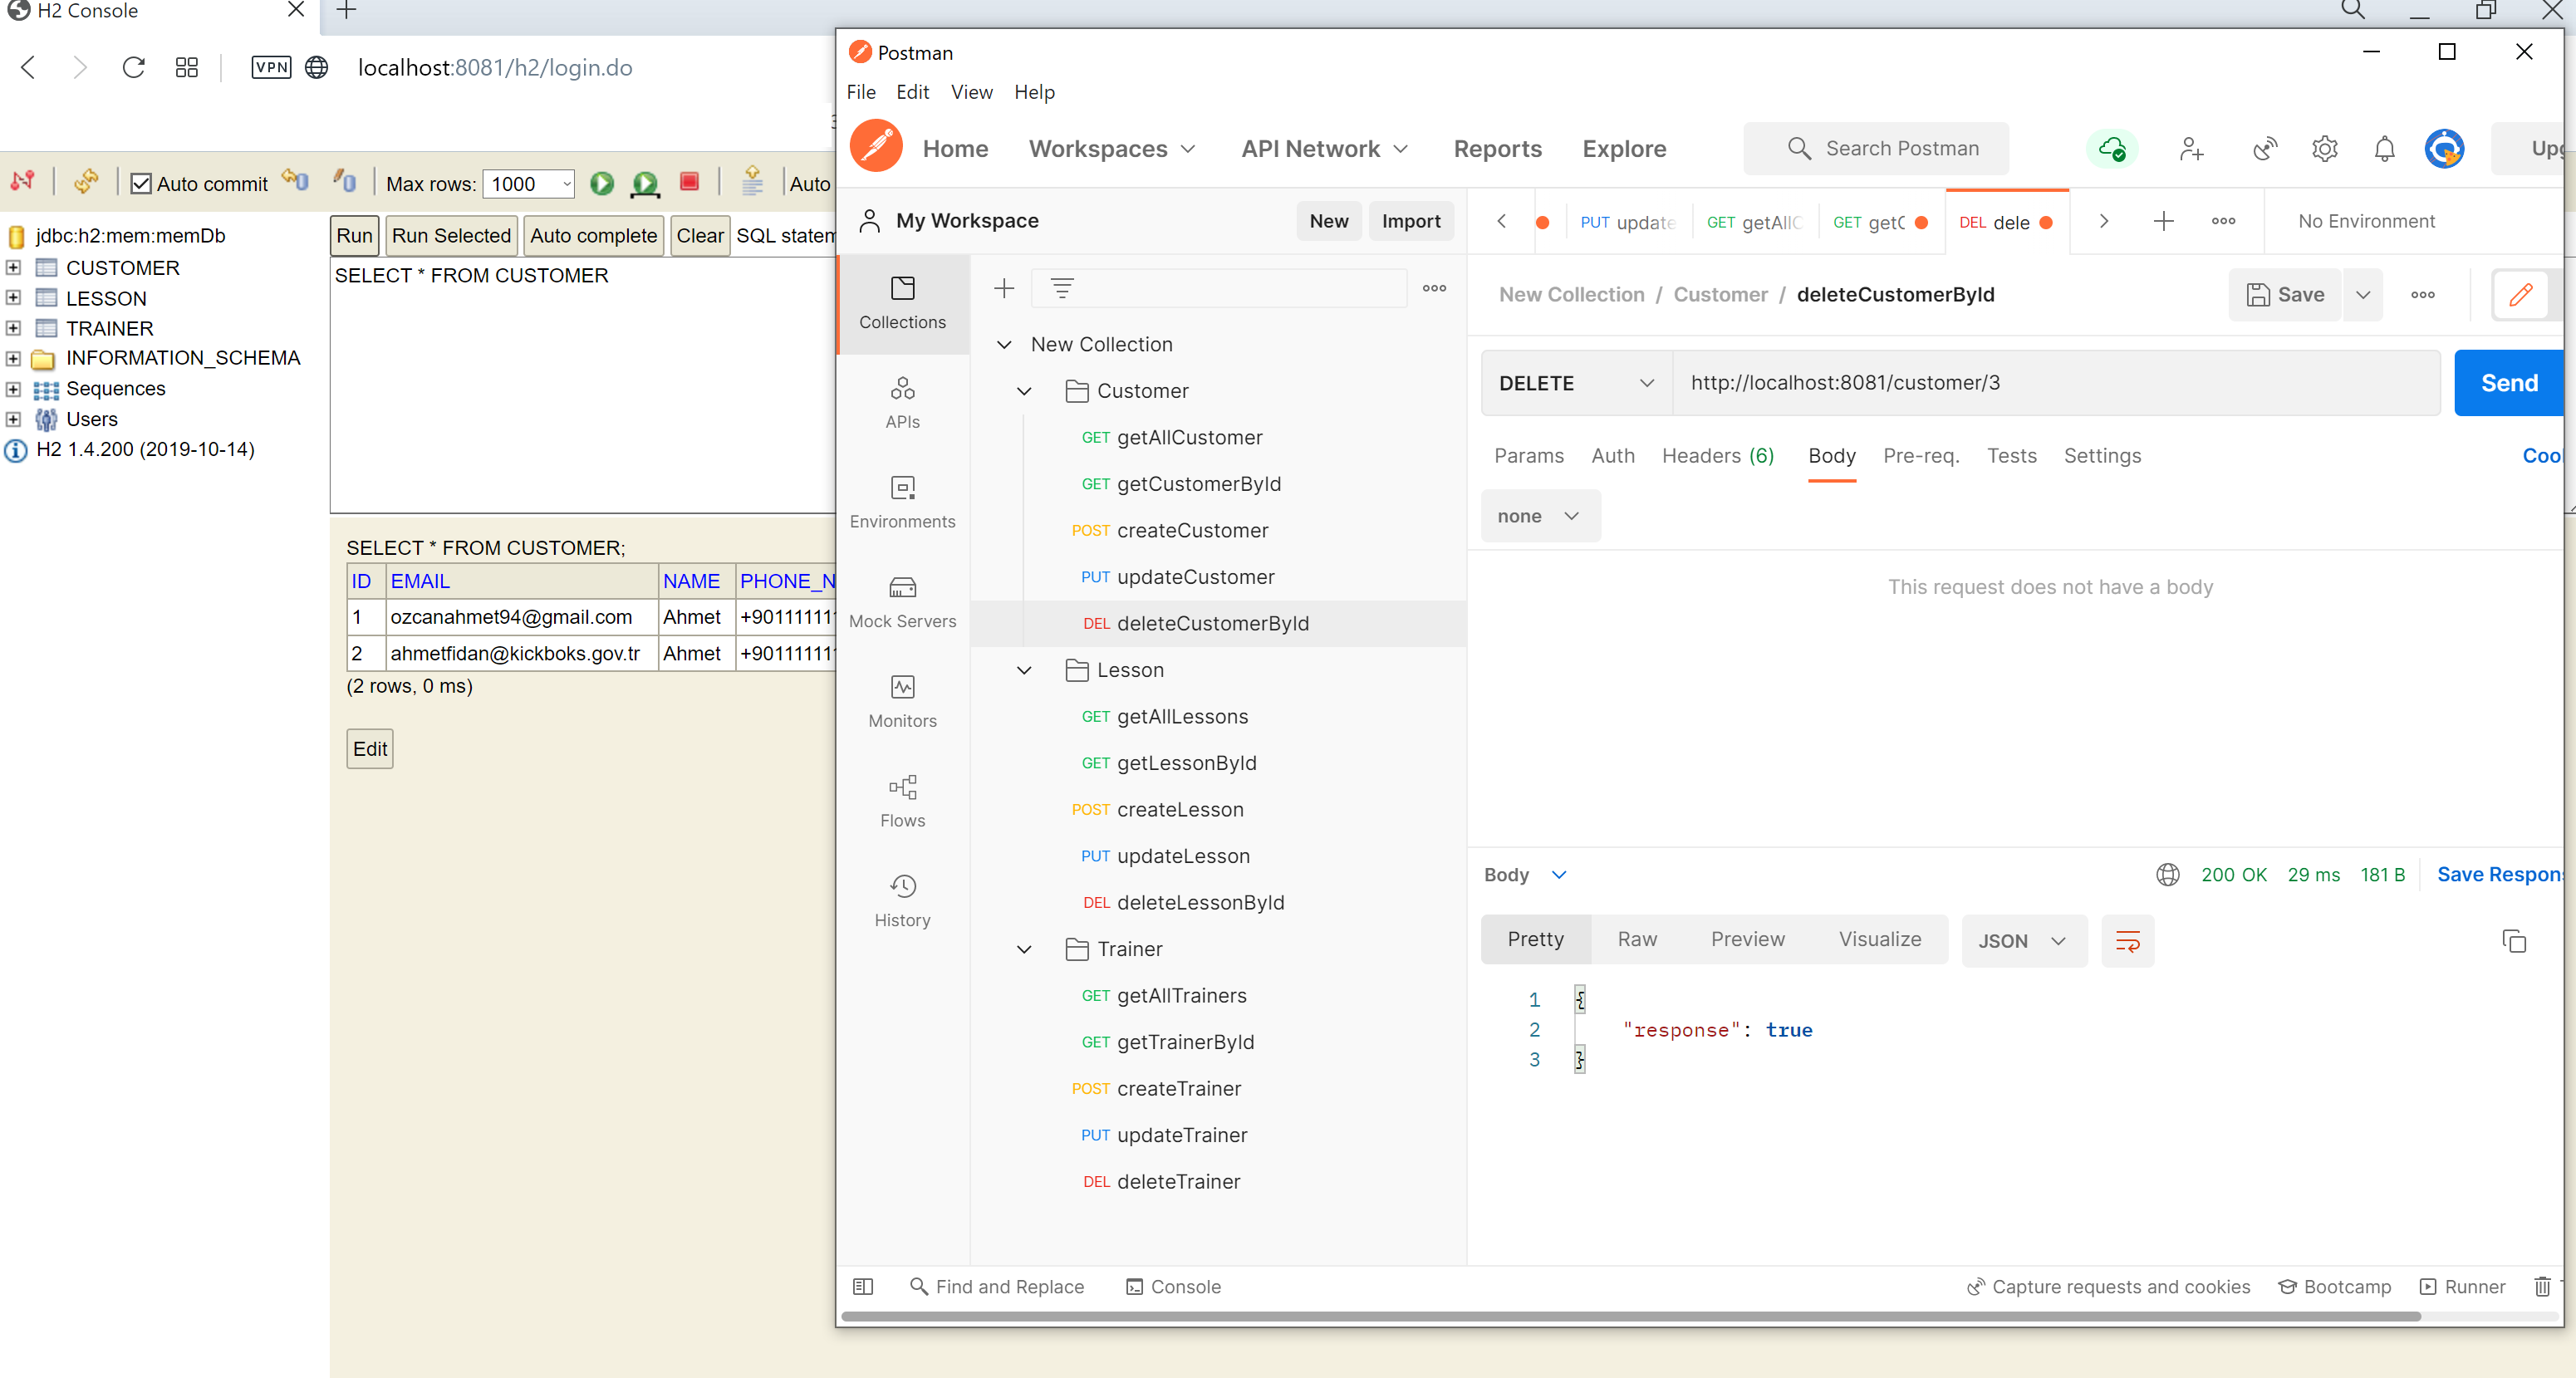 H2 Console
VPN
localhost:8081/h2/login.do
Auto commit
Max rows: 1000
Auto
jdbc:h2:mem:memDb
CUSTOMER
LESSON
TRAINER
INFORMATION_SCHEMA
Sequences
Users
H2 1.4.200 (2019-10-14)
Run
Run Selected
Auto complete
Clear
SQL statem
SELECT * FROM CUSTOMER
SELECT * FROM CUSTOMER;
ID EMAIL NAME PHONE_N
1 ozcanahmet94@gmail.com Ahmet
2 ahmetfidan@kickboks.gov.tr Ahmet
(2 rows, 0 ms)
Edit
Postman
File Edit View Help
Home Workspaces API Network Reports Explore
Search Postman
Upg
My Workspace
New Import
PUT update
GET getAllC
GET getC
DEL dele
No Environment
Collections
APIs
Environments
Mock Servers
Monitors
Flows
History
New Collection
Customer
GET getAllCustomer
GET getCustomerById
POST createCustomer
PUT updateCustomer
DEL deleteCustomerById
Lesson
GET getAllLessons
GET getLessonById
POST createLesson
PUT updateLesson
DEL deleteLessonById
Trainer
GET getAllTrainers
GET getTrainerById
POST createTrainer
PUT updateTrainer
DEL deleteTrainer
New Collection / Customer / deleteCustomerById
Save
DELETE http://localhost:8081/customer/3
Send
Params Auth Headers (6) Body Pre-req. Tests Settings
Coo
none
This request does not have a body
Body
200 OK 29 ms 181 B
Save Respon
Pretty Raw Preview Visualize JSON
1 {
2 "response": true
3 }
Find and Replace
Console
Capture requests and cookies
Bootcamp
Runner